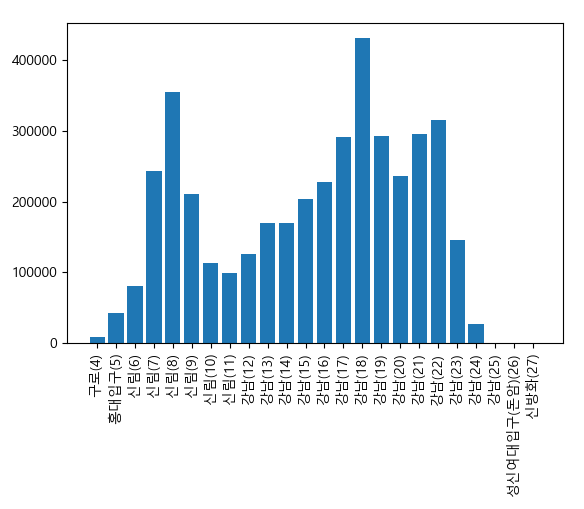 400000
300000
200000
100000
0
구로(4)
홍대입구(5)
신림(6)
신림(7)
신림(8)
신림(9)
신림(10)
신림(11)
강남(12)
강남(13)
강남(14)
강남(15)
강남(16)
강남(17)
강남(18)
강남(19)
강남(20)
강남(21)
강남(22)
강남(23)
강남(24)
강남(25)
성신여대입구(돈암)(26)
신방화(27)